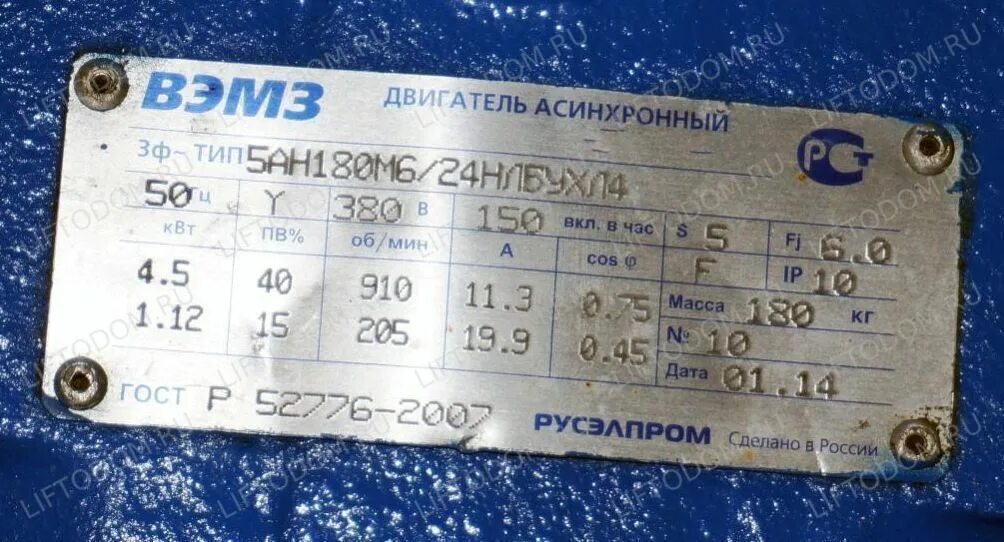 ВЭМЗ ДВИГАТЕЛЬ АСИНХРОННЫЙ
3ф~ ТИП 5АН180М6/24НЛБУХЛ4
РСТ
50 Гц Y 380 В 150 вкл. в час S 5 Fj 6.0
кВт ПВ% об/мин А cos φ F IP 10
4.5 40 910 11.3 0.75 Масса 180 кг
1.12 15 205 19.9 0.45 № 10
Дата 01.14
ГОСТ Р 52776-2007 РУСЭЛПРОМ Сделано в России
LIFTODOM.RU